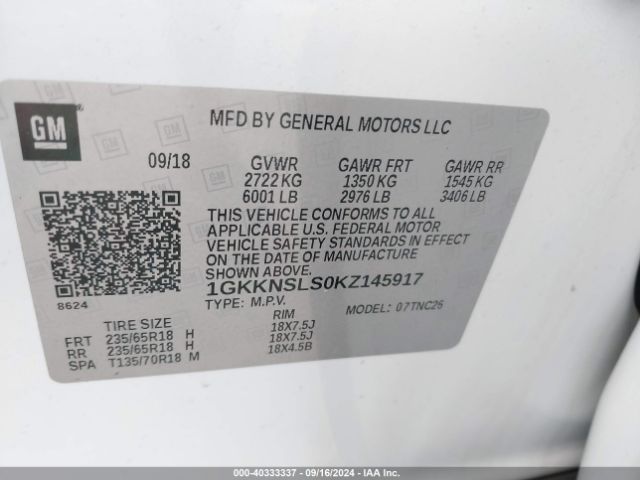 GM
MFD BY GENERAL MOTORS LLC
09/18 GVWR GAWR FRT GAWR RR
2722 KG 1350 KG 1545 KG
6001 LB 2976 LB 3406 LB
THIS VEHICLE CONFORMS TO ALL
APPLICABLE U.S. FEDERAL MOTOR
VEHICLE SAFETY STANDARDS IN EFFECT
ON THE DATE OF MANUFACTURE
SHOWN ABOVE.
1GKKNSLS0KZ145917
8624
TYPE: M.P.V. MODEL: 07TNC26
TIRE SIZE RIM
FRT 235/65R18 H 18X7.5J
RR 235/65R18 H 18X7.5J
SPA T135/70R18 M 18X4.5B
000-40333337 - 09/16/2024 - IAA Inc.